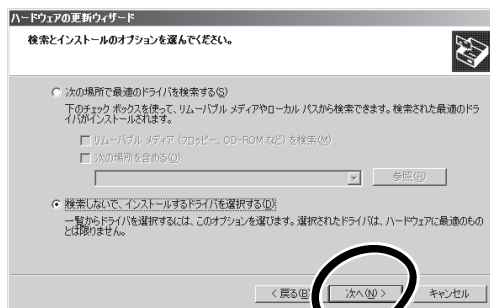 ハードウェアの更新ウィザード
検索とインストールのオプションを選んでください。
次の場所で最適のドライバを検索する(S)
下のチェック ボックスを使って、リムーバブル メディアやローカル パスから検索できます。検索された最適のドラ
イバがインストールされます。
リムーバブル メディア (フロッピー、CD-ROM など) を検索(M)
次の場所を含める(O):
参照(R)
検索しないで、インストールするドライバを選択する(D)
一覧からドライバを選択するには、このオプションを選びます。選択されたドライバは、ハードウェアに最適のもの
とは限りません。
< 戻る(B) 次へ(N) > キャンセル